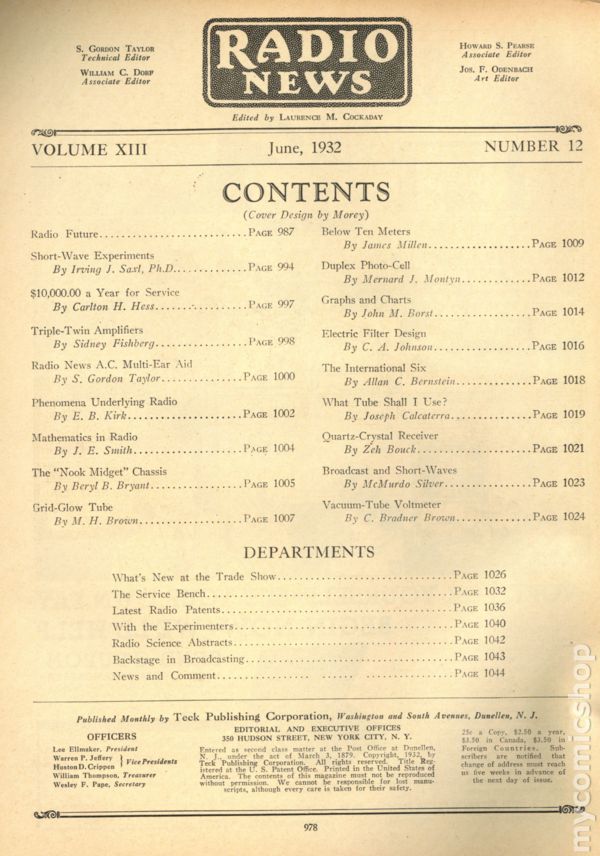 S. Gordon Taylor
Technical Editor
William C. Dorf
Associate Editor
RADIO
NEWS
Howard S. Pearse
Associate Editor
Jos. F. Odenbach
Art Editor
Edited by Laurence M. Cockaday
VOLUME XIII
June, 1932
NUMBER 12
CONTENTS
(Cover Design by Morey)
Radio Future..........................Page 987
Short-Wave Experiments
By Irving J. Saxl, Ph.D.............Page 994
$10,000.00 a Year for Service
By Carlton H. Hess................Page 997
Triple-Twin Amplifiers
By Sidney Fishberg................Page 998
Radio News A.C. Multi-Ear Aid
By S. Gordon Taylor..............Page 1000
Phenomena Underlying Radio
By E. B. Kirk....................Page 1002
Mathematics in Radio
By J. E. Smith...................Page 1004
The "Nook Midget" Chassis
By Beryl B. Bryant...............Page 1005
Grid-Glow Tube
By M. H. Brown..................Page 1007
Below Ten Meters
By James Millen..................Page 1009
Duplex Photo-Cell
By Mernard J. Montyn............Page 1012
Graphs and Charts
By John M. Borst.................Page 1014
Electric Filter Design
By C. A. Johnson.................Page 1016
The International Six
By Allan C. Bernstein.............Page 1018
What Tube Shall I Use?
By Joseph Calcaterra..............Page 1019
Quartz-Crystal Receiver
By Zeh Bouck....................Page 1021
Broadcast and Short-Waves
By McMurdo Silver...............Page 1023
Vacuum-Tube Voltmeter
By C. Bradner Brown.............Page 1024
DEPARTMENTS
What's New at the Trade Show..............................Page 1026
The Service Bench..........................................Page 1032
Latest Radio Patents.......................................Page 1036
With the Experimenters.....................................Page 1040
Radio Science Abstracts....................................Page 1042
Backstage in Broadcasting..................................Page 1043
News and Comment...........................................Page 1044
Published Monthly by Teck Publishing Corporation, Washington and South Avenues, Dunellen, N. J.
OFFICERS
Lee Ellmaker, President
Warren P. Jeffery
Huston D. Crippen
} Vice Presidents
William Thompson, Treasurer
Wesley F. Pape, Secretary
EDITORIAL AND EXECUTIVE OFFICES
350 HUDSON STREET, NEW YORK CITY, N. Y.
Entered as second class matter at the Post Office at Dunellen,
N. J., under the act of March 3, 1879. Copyright, 1932, by
Teck Publishing Corporation. All rights reserved. Title Reg-
istered at the U. S. Patent Office. Printed in the United States of
America. The contents of this magazine must not be reproduced
without permission. We cannot be responsible for lost manu-
scripts, although every care is taken for their safety.
25c a Copy, $2.50 a year,
$3.50 in Canada, $3.50 in
Foreign Countries. Sub-
scribers are notified that
change of address must reach
us five weeks in advance of
the next day of issue.
978
mycomicshop